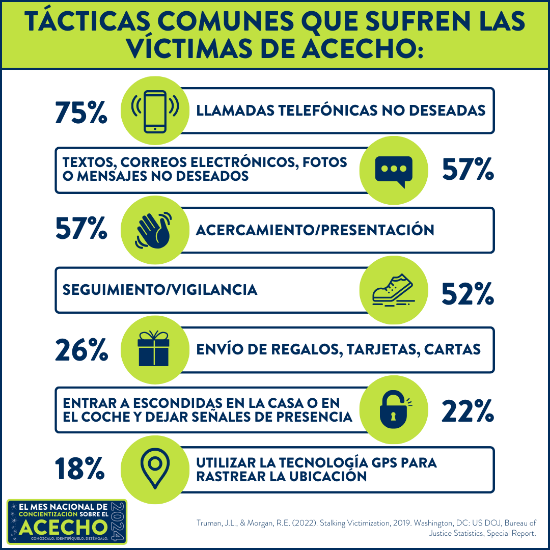 TÁCTICAS COMUNES QUE SUFREN LAS
VÍCTIMAS DE ACECHO:
75%
LLAMADAS TELEFÓNICAS NO DESEADAS
TEXTOS, CORREOS ELECTRÓNICOS, FOTOS
O MENSAJES NO DESEADOS
57%
57%
ACERCAMIENTO/PRESENTACIÓN
SEGUIMIENTO/VIGILANCIA
52%
26%
ENVÍO DE REGALOS, TARJETAS, CARTAS
ENTRAR A ESCONDIDAS EN LA CASA O EN
EL COCHE Y DEJAR SEÑALES DE PRESENCIA
22%
18%
UTILIZAR LA TECNOLOGÍA GPS PARA
RASTREAR LA UBICACIÓN
EL MES NACIONAL DE
CONCIENTIZACIÓN SOBRE EL
ACECHO
2024
CONÓZCALO, IDENTIFÍQUELO, DETÉNGALO.
Truman, J.L., & Morgan, R.E. (2022). Stalking Victimization, 2019. Washington, DC: US DOJ, Bureau of
Justice Statistics, Special Report.